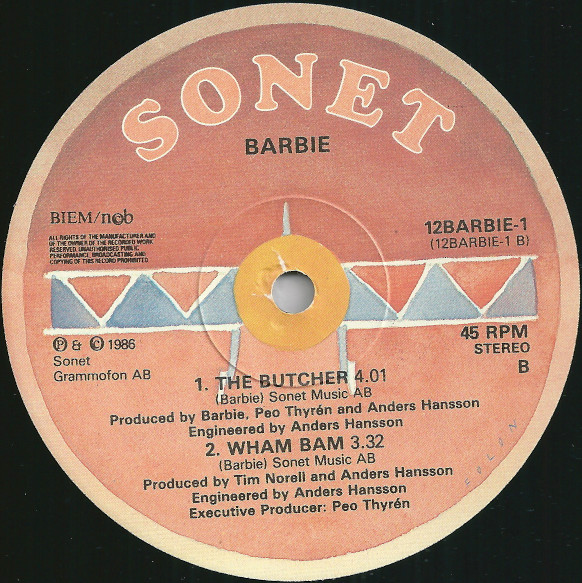 SONET
BARBIE
BIEM/ncb
ALL RIGHTS OF THE MANUFACTURER AND
OF THE OWNER OF THE RECORDED WORK
RESERVED. UNAUTHORISED PUBLIC
PERFORMANCE, BROADCASTING AND
COPYING OF THIS RECORD PROHIBITED
12BARBIE-1
(12BARBIE-1 B)
℗ & © 1986
Sonet
Grammofon AB
45 RPM
STEREO
B
1. THE BUTCHER 4.01
(Barbie) Sonet Music AB
Produced by Barbie, Peo Thyrén and Anders Hansson
Engineered by Anders Hansson
2. WHAM BAM 3.32
(Barbie) Sonet Music AB
Produced by Tim Norell and Anders Hansson
Engineered by Anders Hansson
Executive Producer: Peo Thyrén
FOLON